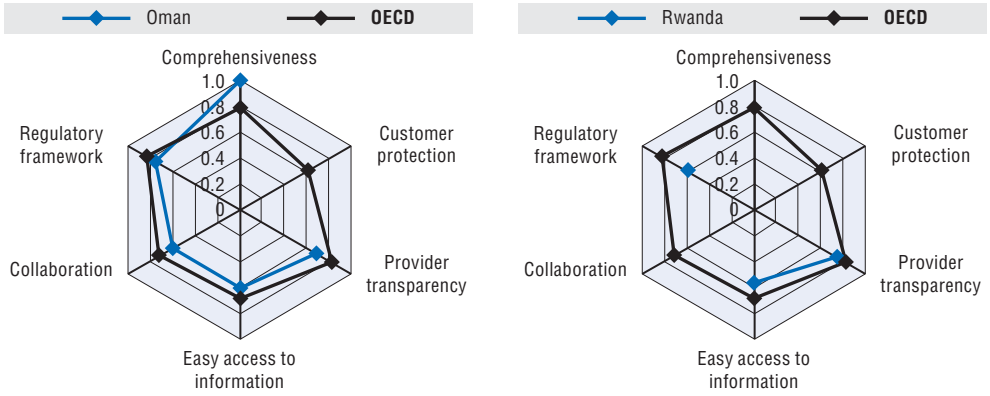 Oman
OECD
Comprehensiveness
1.0
0.8
0.6
0.4
0.2
0
Regulatory
framework
Customer
protection
Collaboration
Provider
transparency
Easy access to
information
Rwanda
OECD
Comprehensiveness
1.0
0.8
0.6
0.4
0.2
0
Regulatory
framework
Customer
protection
Collaboration
Provider
transparency
Easy access to
information